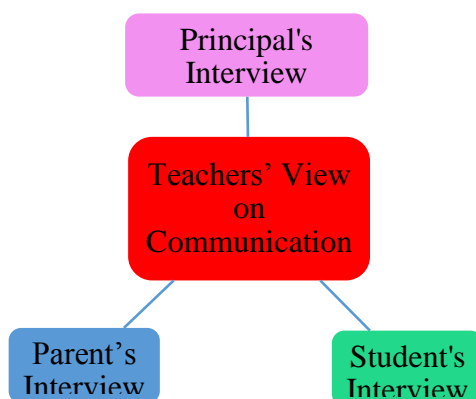 Principal's
Interview
Teachers’ View
on
Communication
Parent’s
Interview
Student's
Interview